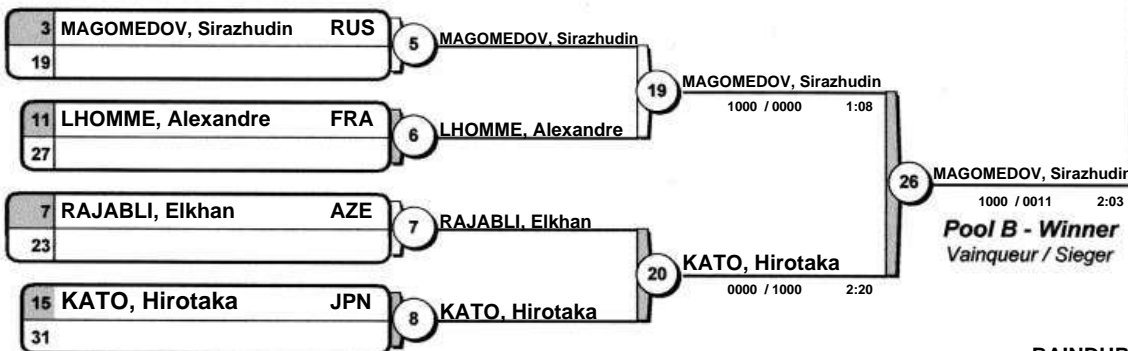 3 MAGOMEDOV, Sirazhudin RUS
19
5
MAGOMEDOV, Sirazhudin
11 LHOMME, Alexandre FRA
27
6
LHOMME, Alexandre
19
MAGOMEDOV, Sirazhudin
1000 / 0000 1:08
7 RAJABLI, Elkhan AZE
23
7
RAJABLI, Elkhan
15 KATO, Hirotaka JPN
31
8
KATO, Hirotaka
20
KATO, Hirotaka
0000 / 1000 2:20
26
MAGOMEDOV, Sirazhudin
1000 / 0011 2:03
Pool B - Winner
Vainqueur / Sieger